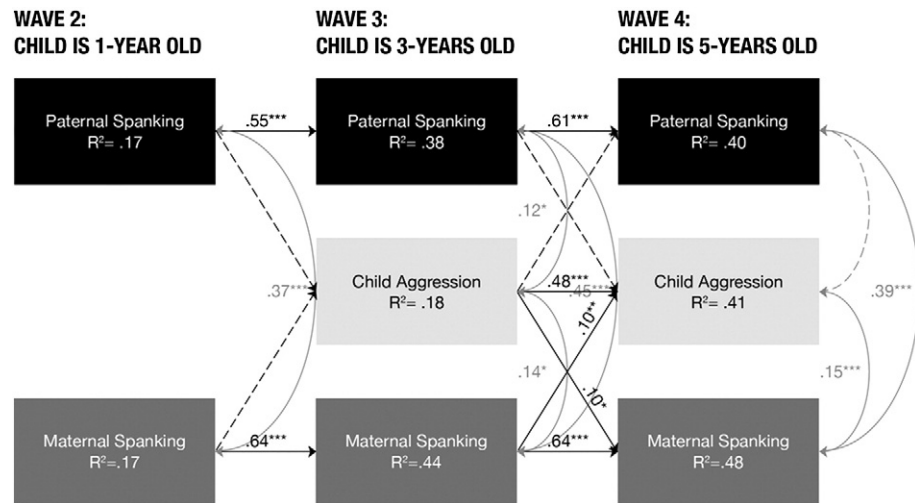 WAVE 2:
CHILD IS 1-YEAR OLD
WAVE 3:
CHILD IS 3-YEARS OLD
WAVE 4:
CHILD IS 5-YEARS OLD
Paternal Spanking
R²= .17
.55***
Paternal Spanking
R²= .38
.61***
Paternal Spanking
R²= .40
.12*
.37***
Child Aggression
R²= .18
.48***
.45***
.10**
Child Aggression
R²= .41
.39***
.14*
.10*
.15***
Maternal Spanking
R²=.17
.64***
Maternal Spanking
R²=.44
.64***
Maternal Spanking
R²=.48